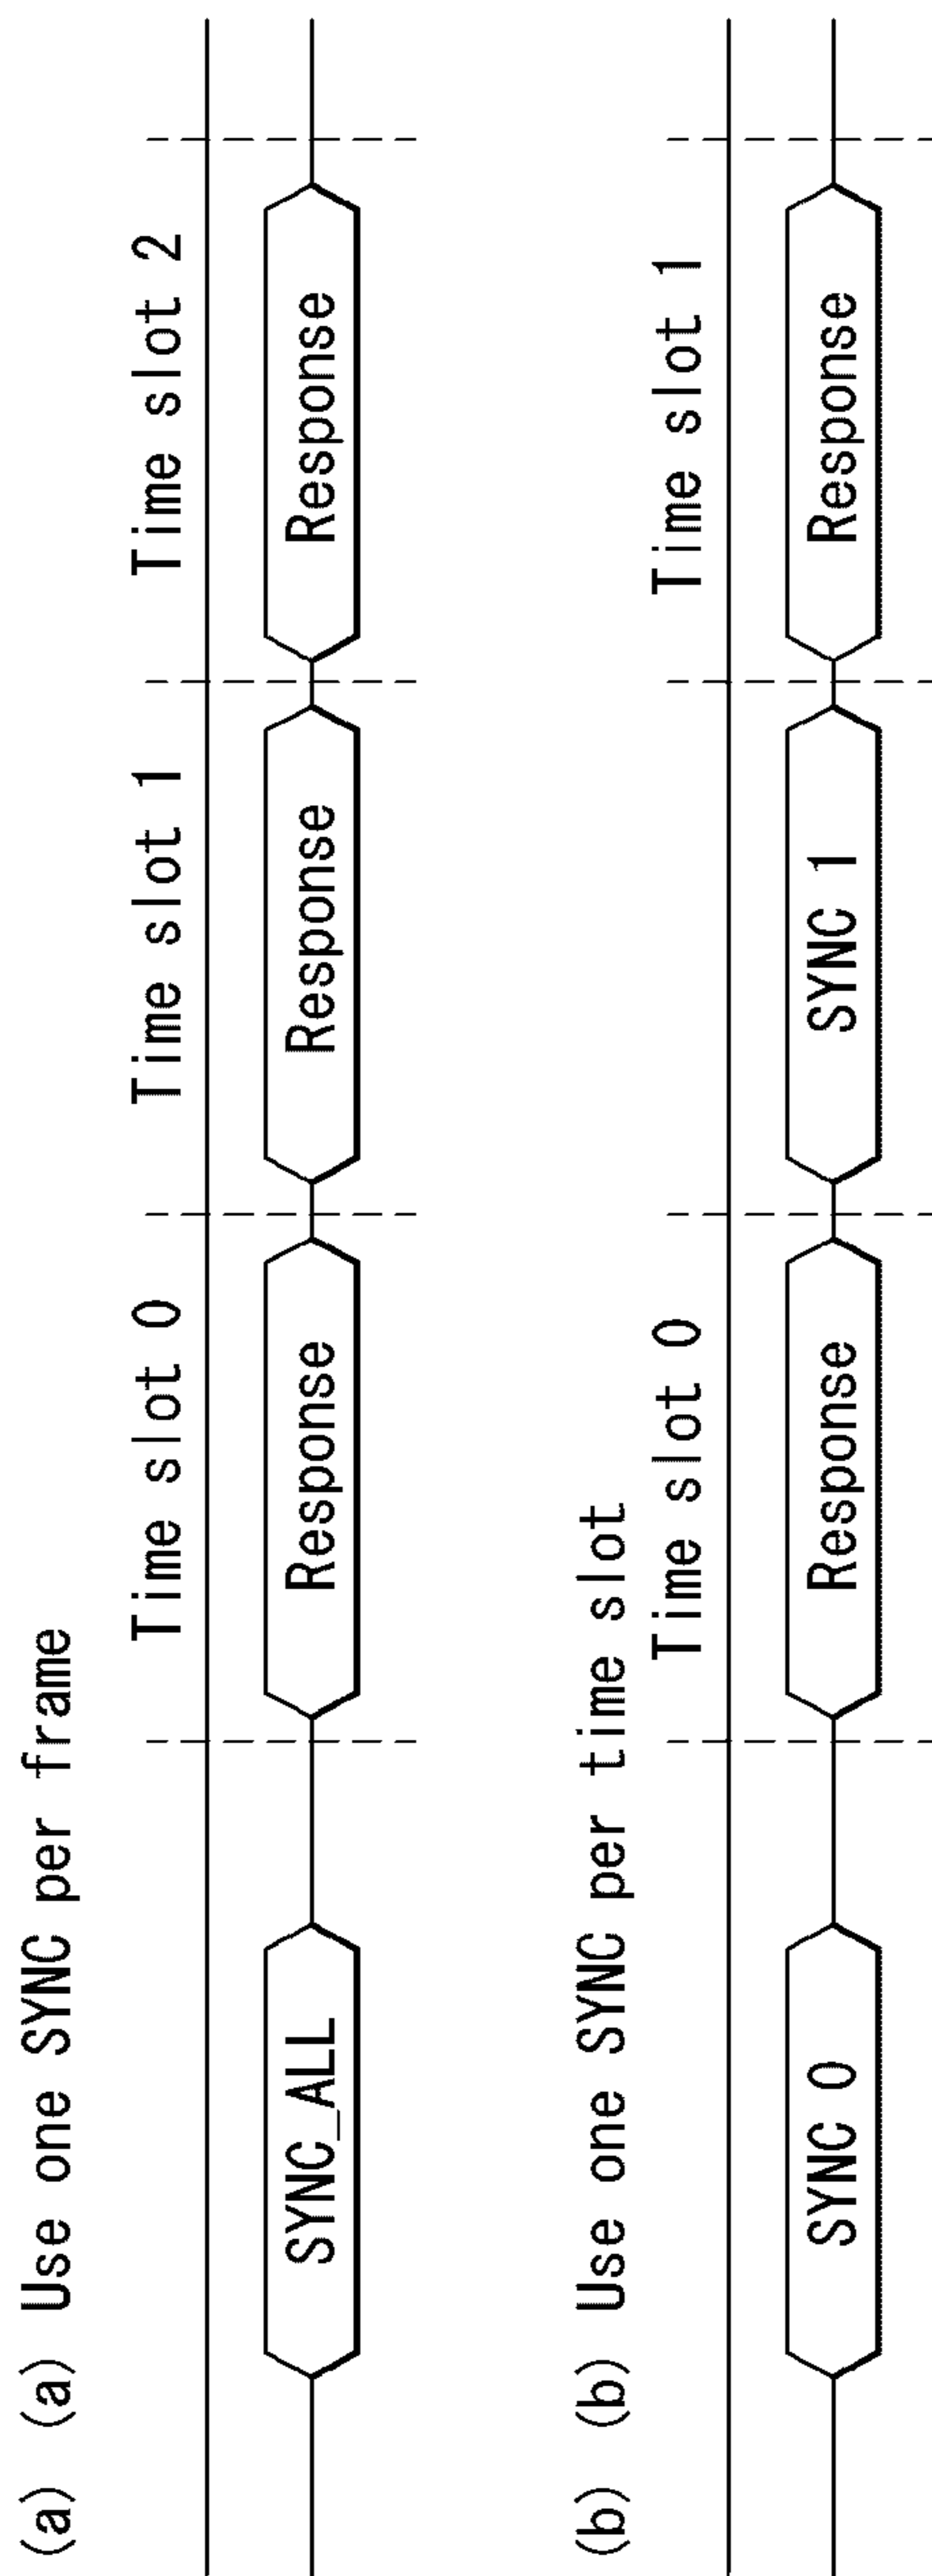 (a) (a) Use one SYNC per frame
Time slot 0 Time slot 1 Time slot 2
SYNC_ALL Response Response Response
(b) (b) Use one SYNC per time slot
Time slot 0 Time slot 1
SYNC 0 Response SYNC 1 Response